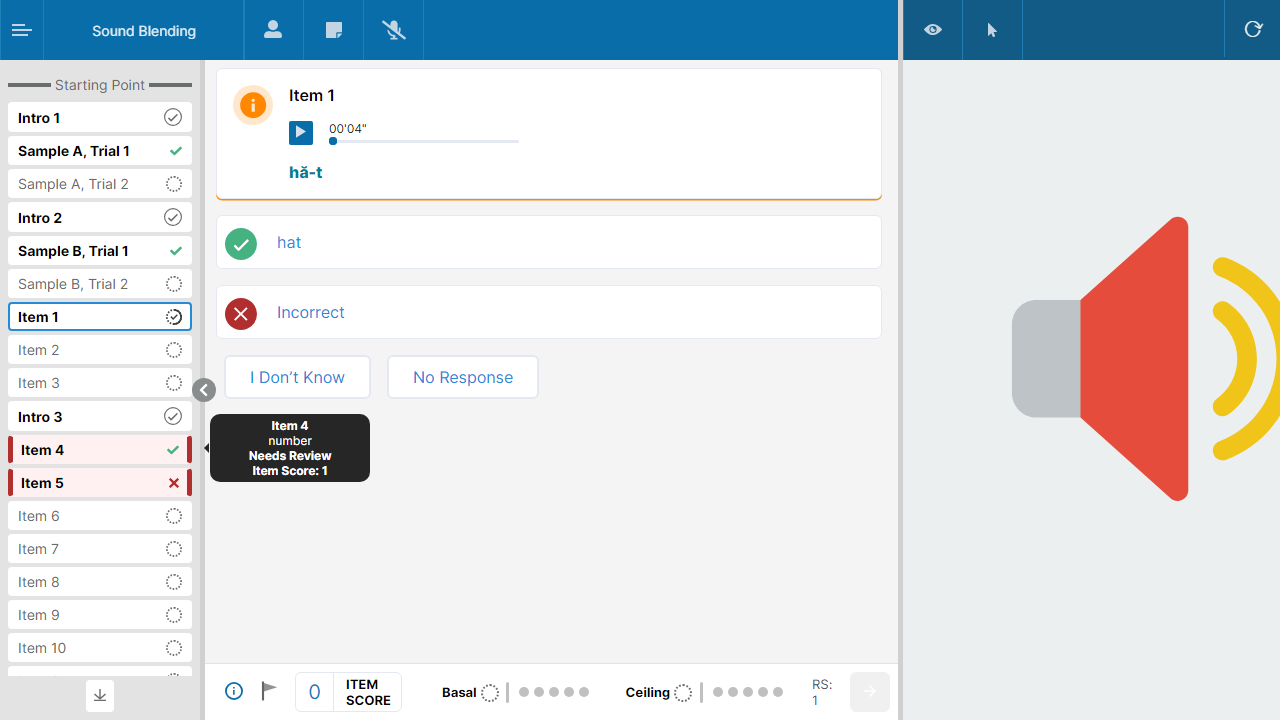 Sound Blending
Starting Point
Intro 1
Sample A, Trial 1
Sample A, Trial 2
Intro 2
Sample B, Trial 1
Sample B, Trial 2
Item 1
Item 2
Item 3
Intro 3
Item 4
Item 5
Item 6
Item 7
Item 8
Item 9
Item 10
Item 1
00'04"
hă-t
hat
Incorrect
I Don’t Know
No Response
Item 4
number
Needs Review
Item Score: 1
0
ITEM
SCORE
Basal
Ceiling
RS:
1